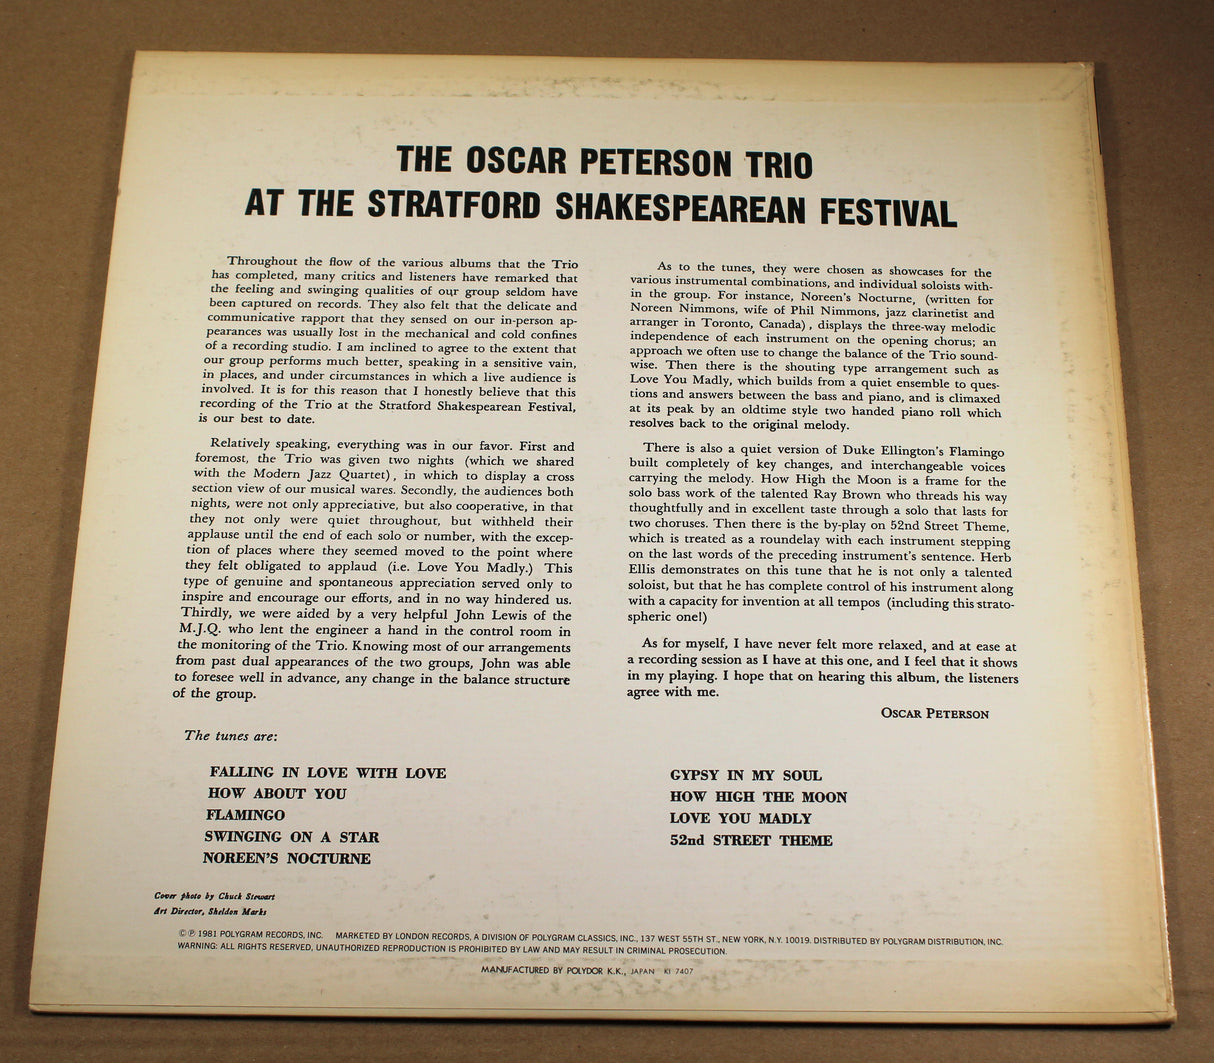 THE OSCAR PETERSON TRIO
AT THE STRATFORD SHAKESPEAREAN FESTIVAL
Throughout the flow of the various albums that the Trio
has completed, many critics and listeners have remarked that
the feeling and swinging qualities of our group seldom have
been captured on records. They also felt that the delicate and
communicative rapport that they sensed on our in-person ap-
pearances was usually lost in the mechanical and cold confines
of a recording studio. I am inclined to agree to the extent that
our group performs much better, speaking in a sensitive vain,
in places, and under circumstances in which a live audience is
involved. It is for this reason that I honestly believe that this
recording of the Trio at the Stratford Shakespearean Festival,
is our best to date.
Relatively speaking, everything was in our favor. First and
foremost, the Trio was given two nights (which we shared
with the Modern Jazz Quartet), in which to display a cross
section view of our musical wares. Secondly, the audiences both
nights, were not only appreciative, but also cooperative, in that
they not only were quiet throughout, but withheld their
applause until the end of each solo or number, with the excep-
tion of places where they seemed moved to the point where
they felt obligated to applaud (i.e. Love You Madly.) This
type of genuine and spontaneous appreciation served only to
inspire and encourage our efforts, and in no way hindered us.
Thirdly, we were aided by a very helpful John Lewis of the
M.J.Q. who lent the engineer a hand in the control room in
the monitoring of the Trio. Knowing most of our arrangements
from past dual appearances of the two groups, John was able
to foresee well in advance, any change in the balance structure
of the group.
As to the tunes, they were chosen as showcases for the
various instrumental combinations, and individual soloists with-
in the group. For instance, Noreen's Nocturne, (written for
Noreen Nimmons, wife of Phil Nimmons, jazz clarinetist and
arranger in Toronto, Canada), displays the three-way melodic
independence of each instrument on the opening chorus; an
approach we often use to change the balance of the Trio sound-
wise. Then there is the shouting type arrangement such as
Love You Madly, which builds from a quiet ensemble to ques-
tions and answers between the bass and piano, and is climaxed
at its peak by an oldtime style two handed piano roll which
resolves back to the original melody.
There is also a quiet version of Duke Ellington's Flamingo
built completely of key changes, and interchangeable voices
carrying the melody. How High the Moon is a frame for the
solo bass work of the talented Ray Brown who threads his way
thoughtfully and in excellent taste through a solo that lasts for
two choruses. Then there is the by-play on 52nd Street Theme,
which is treated as a roundelay with each instrument stepping
on the last words of the preceding instrument's sentence. Herb
Ellis demonstrates on this tune that he is not only a talented
soloist, but that he has complete control of his instrument along
with a capacity for invention at all tempos (including this strato-
spheric one!)
As for myself, I have never felt more relaxed, and at ease at
a recording session as I have at this one, and I feel that it shows
in my playing. I hope that on hearing this album, the listeners
agree with me.
OSCAR PETERSON
The tunes are:
FALLING IN LOVE WITH LOVE
HOW ABOUT YOU
FLAMINGO
SWINGING ON A STAR
NOREEN'S NOCTURNE
GYPSY IN MY SOUL
HOW HIGH THE MOON
LOVE YOU MADLY
52nd STREET THEME
Cover photo by Chuck Stewart
Art Director, Sheldon Marks
© ℗ 1981 POLYGRAM RECORDS, INC. MARKETED BY LONDON RECORDS, A DIVISION OF POLYGRAM CLASSICS, INC., 137 WEST 55TH ST., NEW YORK, N.Y. 10019. DISTRIBUTED BY POLYGRAM DISTRIBUTION, INC.
WARNING: ALL RIGHTS RESERVED, UNAUTHORIZED REPRODUCTION IS PROHIBITED BY LAW AND MAY RESULT IN CRIMINAL PROSECUTION.
MANUFACTURED BY POLYDOR K.K., JAPAN KI 7407